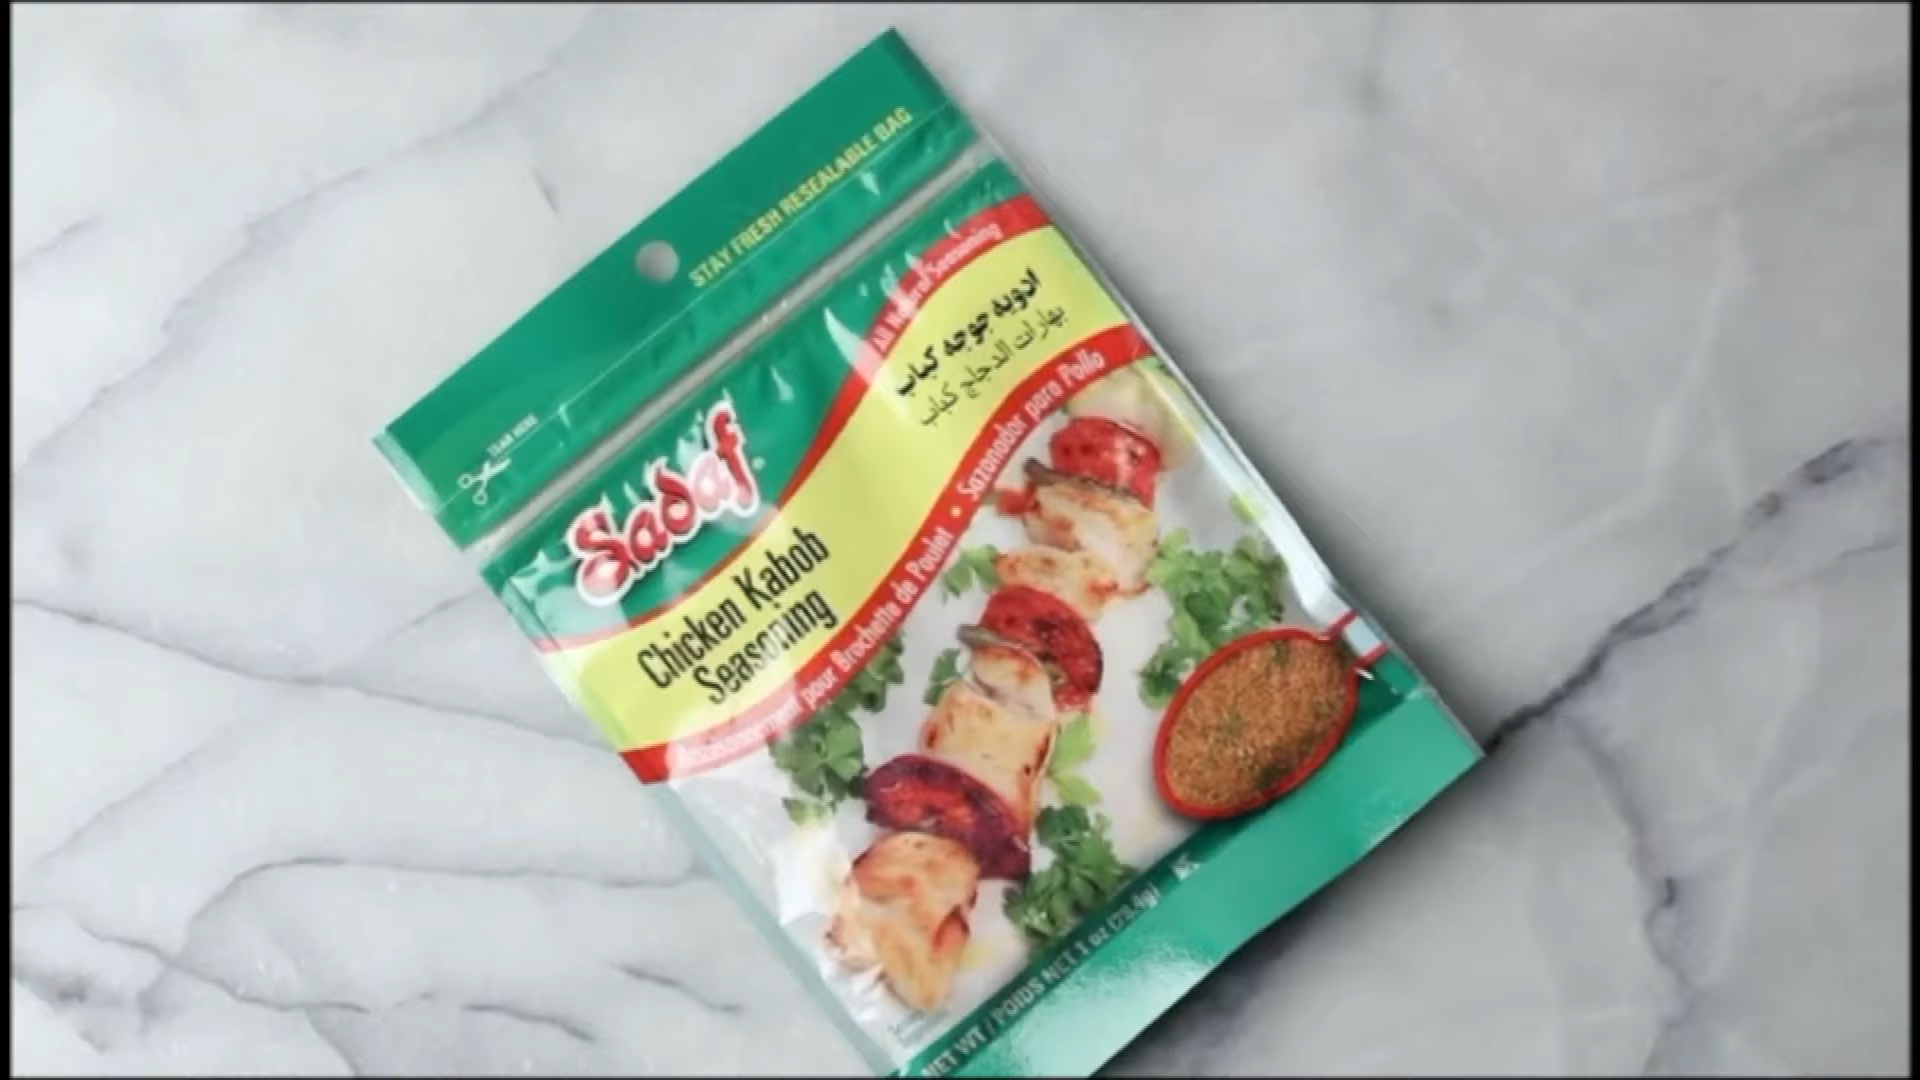 STAY FRESH RESEALABLE BAG
TEAR HERE
Sadaf
All Natural Seasoning
ادویه جوجه کباب
بهارات الدجاج كباب
Chicken Kabob
Seasoning
Assaisonnement pour Brochette de Poulet • Sazonador para Pollo
NET WT / POIDS NET 1 oz (28.4g)